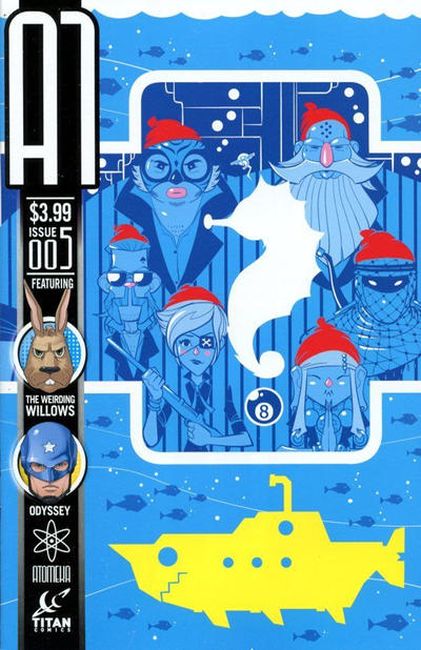 A1
$3.99
ISSUE
005
FEATURING
THE WEIRDING
WILLOWS
ODYSSEY
ATOMEKA
TITAN
COMICS
8